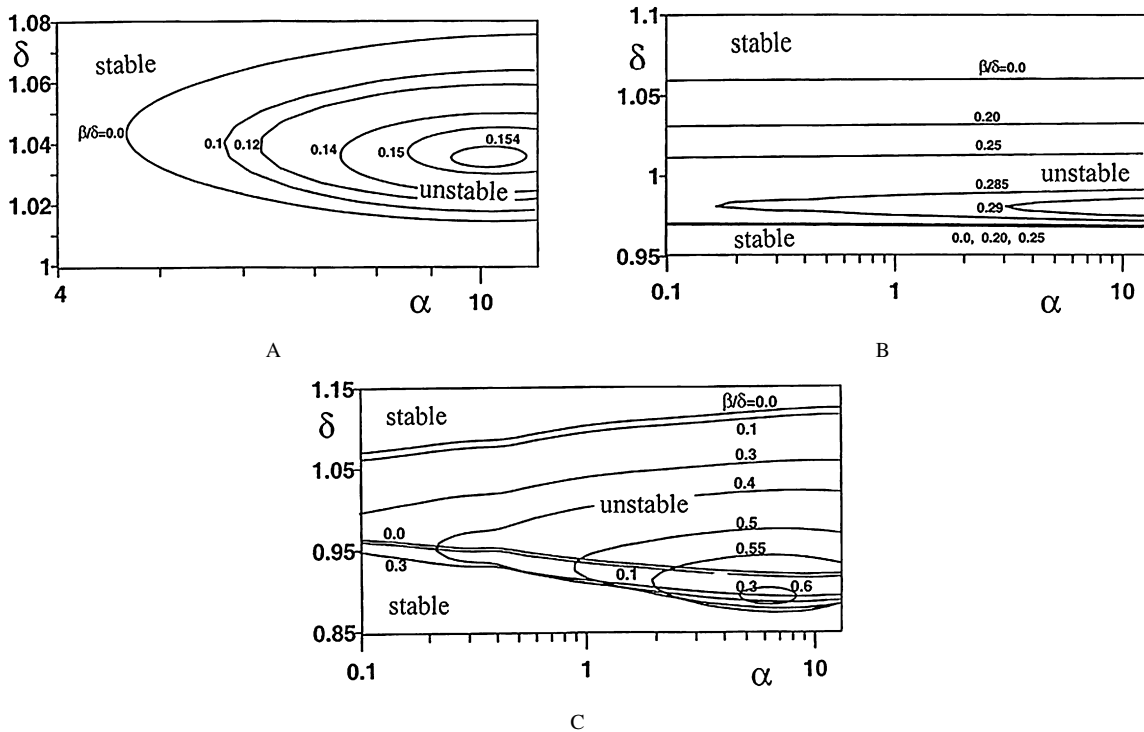 1.08
δ
stable
1.06
β/δ=0.0
0.1
0.12
0.14
0.15
0.154
1.04
unstable
1.02
1
4
α
10
A
1.1
δ
stable
β/δ=0.0
1.05
0.20
0.25
1
unstable
0.285
0.29
stable
0.0, 0.20, 0.25
0.95
0.1
1
α
10
B
1.15
δ
stable
β/δ=0.0
0.1
1.05
0.3
0.4
unstable
0.5
0.0
0.55
0.95
0.3
0.1
0.3
0.6
stable
0.85
0.1
1
α
10
C